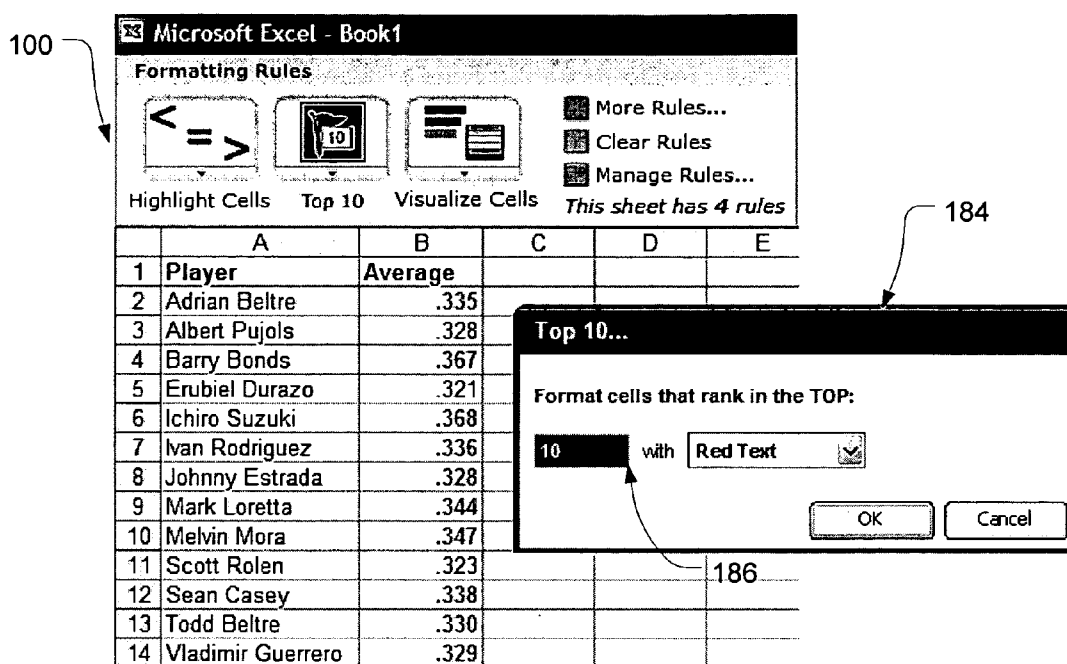 100
Microsoft Excel - Book1
Formatting Rules
< = >
10
More Rules...
Clear Rules
Manage Rules...
Highlight Cells Top 10 Visualize Cells
This sheet has 4 rules
184
A B C D E
1 Player Average
2 Adrian Beltre .335
3 Albert Pujols .328
4 Barry Bonds .367
5 Erubiel Durazo .321
6 Ichiro Suzuki .368
7 Ivan Rodriguez .336
8 Johnny Estrada .328
9 Mark Loretta .344
10 Melvin Mora .347
11 Scott Rolen .323
12 Sean Casey .338
13 Todd Beltre .330
14 Vladimir Guerrero .329
Top 10...
Format cells that rank in the TOP:
10 with Red Text
OK Cancel
186